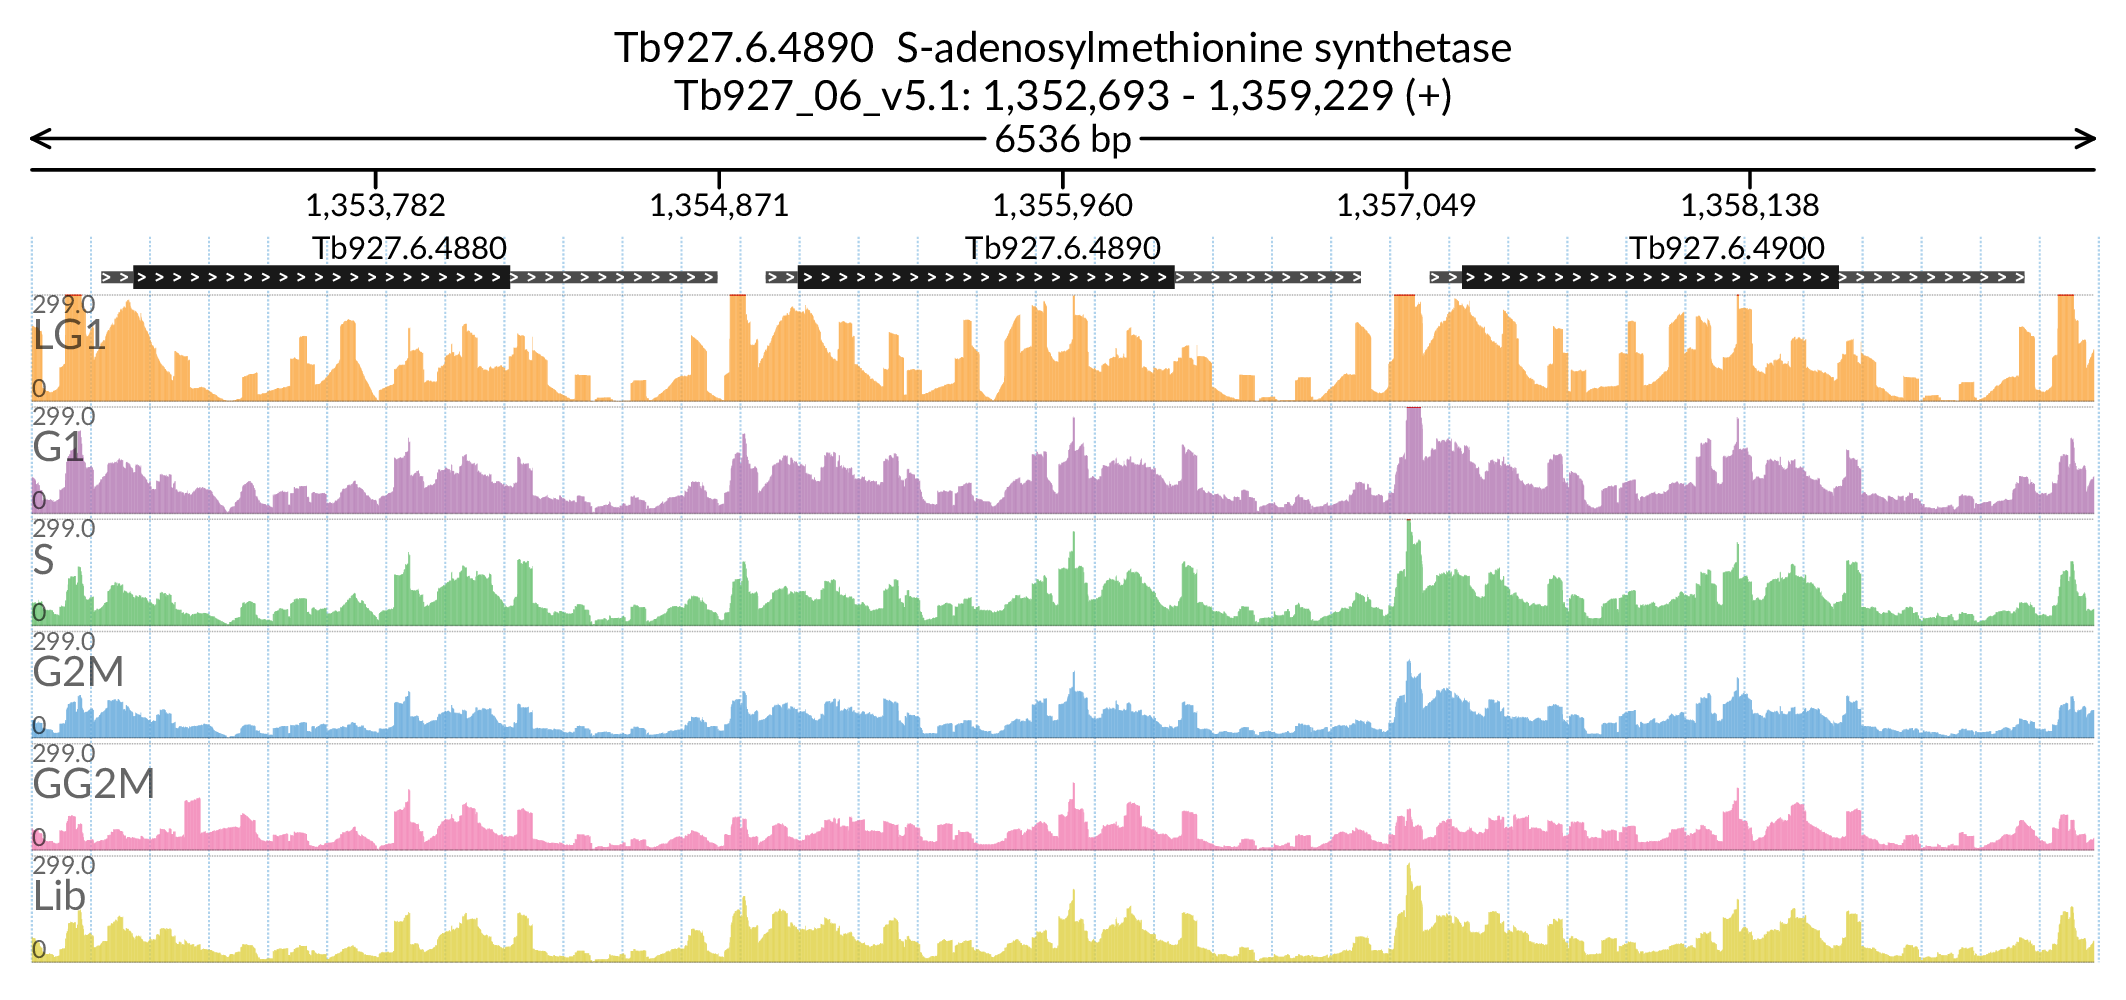 Tb927.6.4890  S-adenosylmethionine synthetase
Tb927_06_v5.1: 1,352,693 - 1,359,229 (+)
6536 bp
1,353,782 1,354,871 1,355,960 1,357,049 1,358,138
Tb927.6.4880 Tb927.6.4890 Tb927.6.4900
299.0
LG1
0
299.0
G1
0
299.0
S
0
299.0
G2M
0
299.0
GG2M
0
299.0
Lib
0